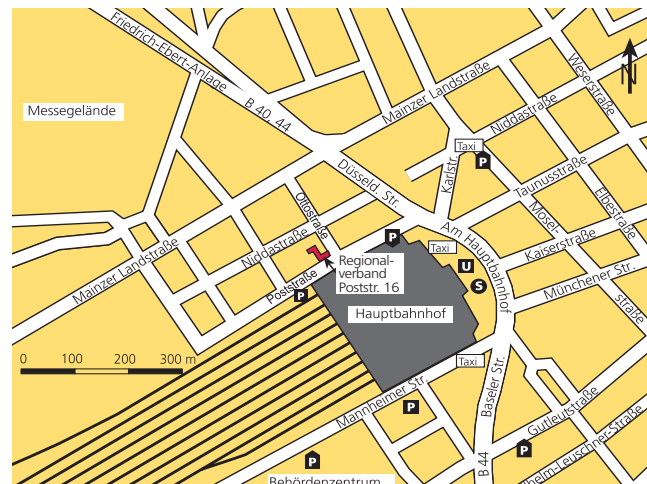 Friedrich-Ebert-Anlage
B 40, 44
Messegelände
Mainzer Landstraße
Weserstraße
N
Niddastraße
Taxi
P
Karlstr.
Düsseld. Str.
Taunusstraße
Elbestraße
Mosel-
straße
Ottostraße
Niddastraße
Mainzer Landstraße
Poststraße
P
Am Hauptbahnhof
Taxi
Kaiserstraße
U
S
Münchener Str.
Regional-
verband
Poststr. 16
P
Hauptbahnhof
0 100 200 300 m
Taxi
Mannheimer Str.
P
Baseler Str.
B 44
Gutleutstraße
P
P
Behördenzentrum
helm-Leuschner-Straße